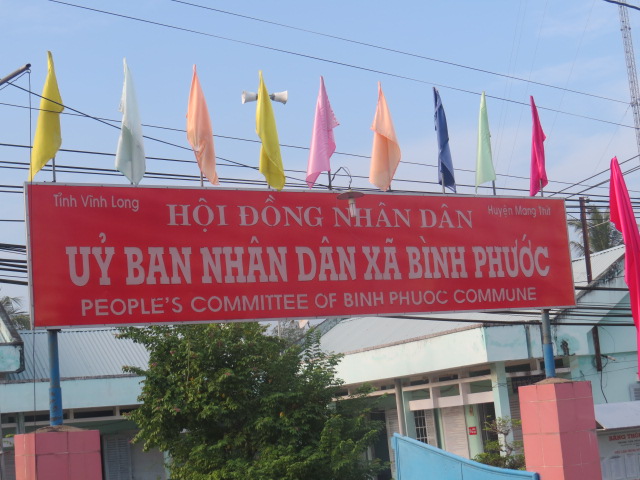 Tỉnh Vĩnh Long
Huyện Mang Thít
HỘI ĐỒNG NHÂN DÂN
UỶ BAN NHÂN DÂN XÃ BÌNH PHƯỚC
PEOPLE'S COMMITTEE OF BINH PHUOC COMMUNE